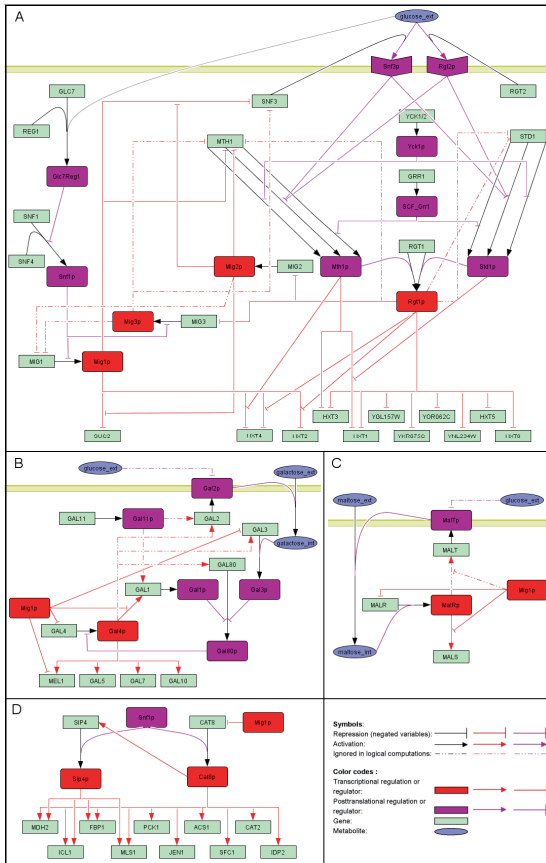 A
glucose_ext
Snf3p
Rgt2p
GLC7
SNF3
RGT2
REG1
YCK1/2
MTH1
STD1
Yck1p
Glc7Reg1
GRR1
SNF1
SCF_Grr1
SNF4
RGT1
Snf1p
Mig2p
MIG2
Mth1p
Std1p
Rgt1p
Mig3p
MIG3
MIG1
Mig1p
HXT3
YGL157W
YOR062C
HXT5
SUC2
HXT4
HXT2
HXT1
YKR075C
YNL234W
HXT8
B
glucose_ext
galactose_ext
Gal2p
GAL11
Gal11p
GAL2
GAL3
galactose_int
GAL80
GAL1
Gal1p
Gal3p
Mig1p
GAL4
Gal4p
Gal80p
MEL1
GAL5
GAL7
GAL10
C
maltose_ext
glucose_ext
MalTp
MALT
Mig1p
MALR
MalRp
maltose_int
MALS
D
SIP4
Snf1p
CAT8
Mig1p
Sip4p
Cat8p
MDH2
FBP1
PCK1
ACS1
CAT2
ICL1
MLS1
JEN1
SFC1
IDP2
Symbols:
Repression (negated variables):
Activation:
Ignored in logical computations:
Color codes :
Transcriptional regulation or
regulator:
Posttranslational regulation or
regulator:
Gene:
Metabolite: